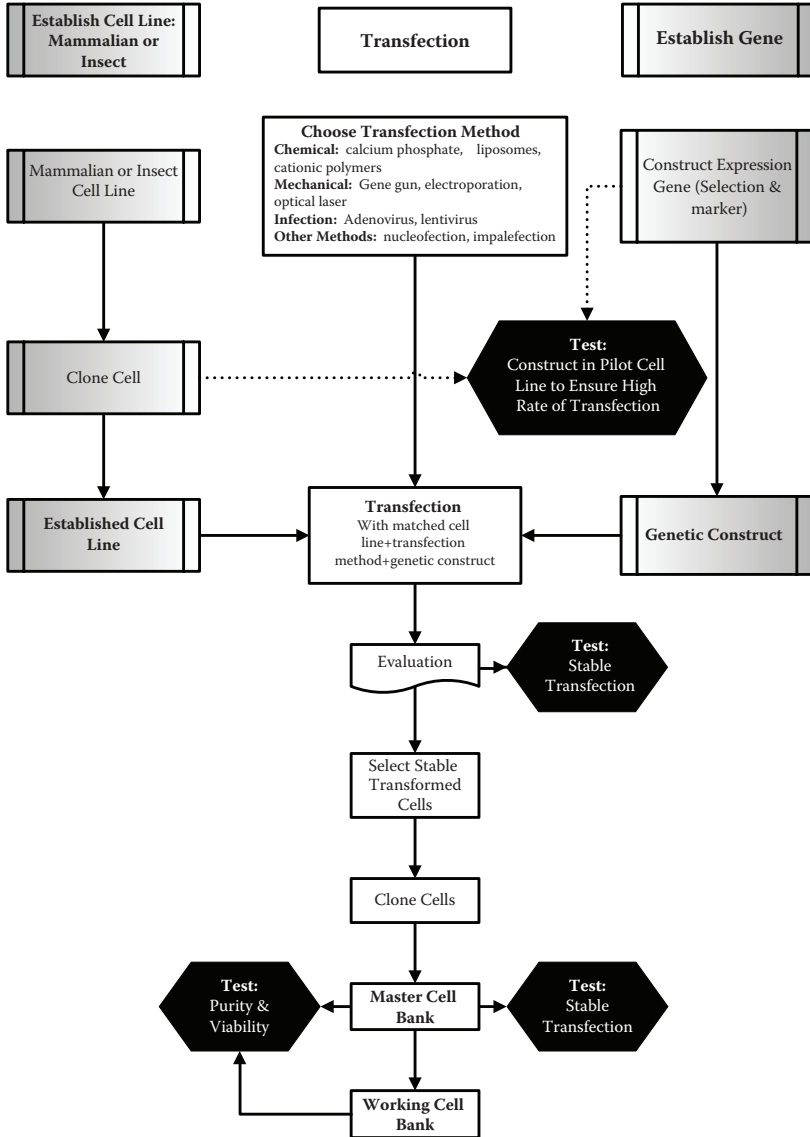 Establish Cell Line:
Mammalian or
Insect
Transfection
Establish Gene
Choose Transfection Method
Chemical: calcium phosphate, liposomes,
cationic polymers
Mechanical: Gene gun, electroporation,
optical laser
Infection: Adenovirus, lentivirus
Other Methods: nucleofection, impalefection
Mammalian or Insect
Cell Line
Construct Expression
Gene (Selection &
marker)
Clone Cell
Test:
Construct in Pilot Cell
Line to Ensure High
Rate of Transfection
Established Cell
Line
Transfection
With matched cell
line+transfection
method+genetic construct
Genetic Construct
Evaluation
Test:
Stable
Transfection
Select Stable
Transformed
Cells
Clone Cells
Test:
Purity &
Viability
Master Cell
Bank
Test:
Stable
Transfection
Working Cell
Bank